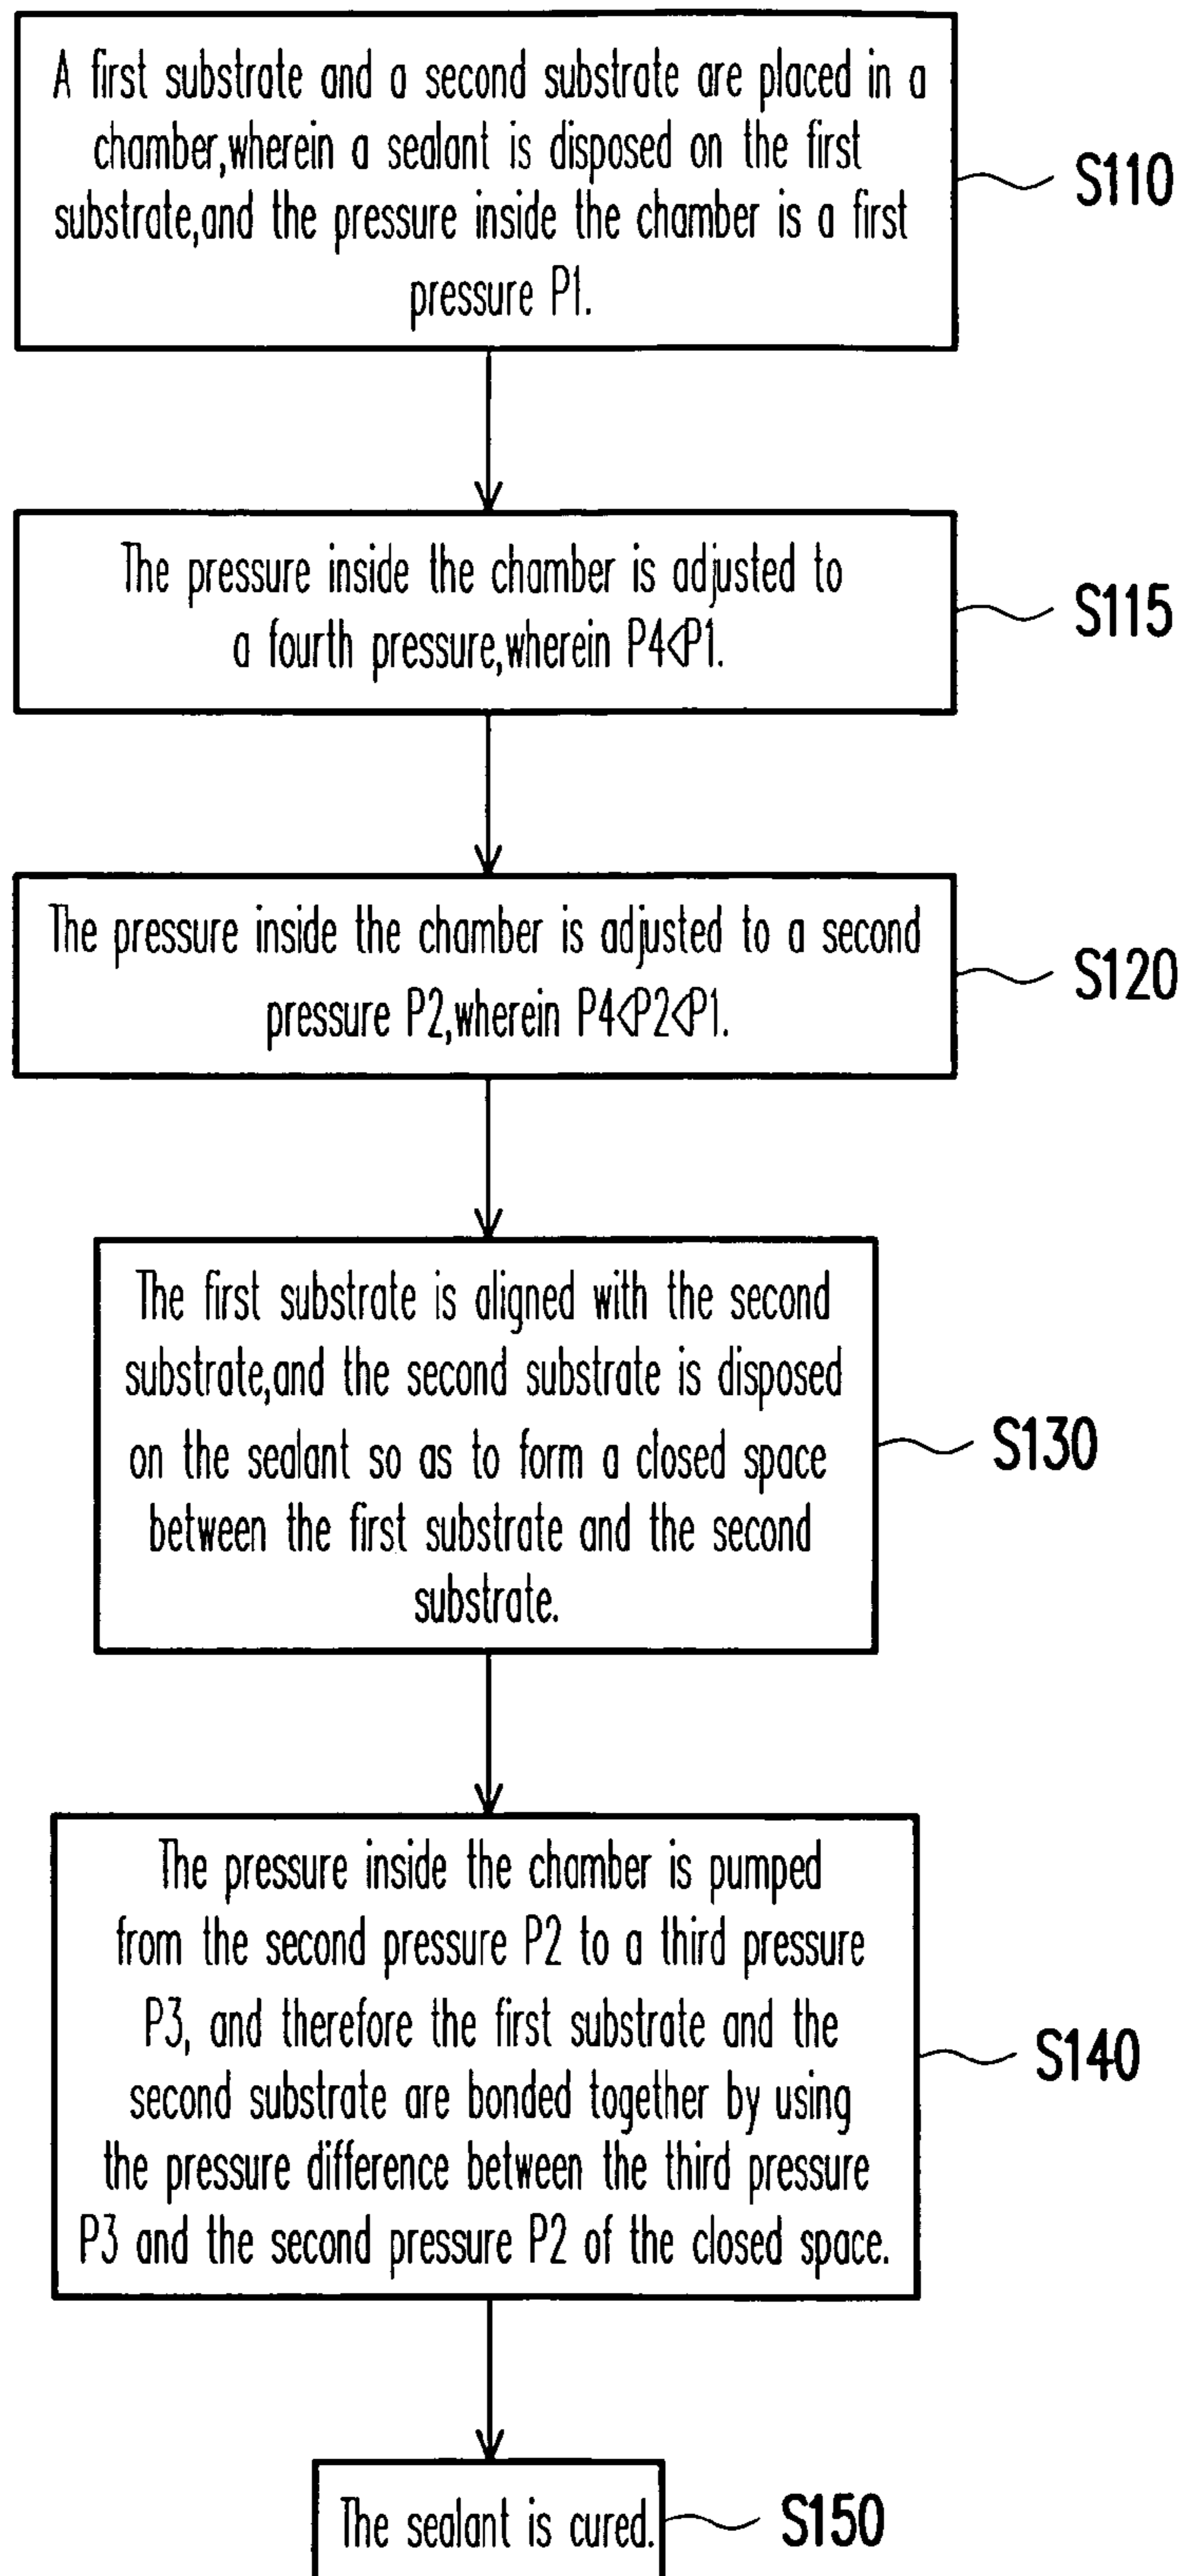 A first substrate and a second substrate are placed in a
chamber,wherein a sealant is disposed on the first
substrate,and the pressure inside the chamber is a first
pressure P1.
S110
The pressure inside the chamber is adjusted to
a fourth pressure,wherein P4<P1.
S115
The pressure inside the chamber is adjusted to a second
pressure P2,wherein P4<P2<P1.
S120
The first substrate is aligned with the second
substrate,and the second substrate is disposed
on the sealant so as to form a closed space
between the first substrate and the second
substrate.
S130
The pressure inside the chamber is pumped
from the second pressure P2 to a third pressure
P3, and therefore the first substrate and the
second substrate are bonded together by using
the pressure difference between the third pressure
P3 and the second pressure P2 of the closed space.
S140
The sealant is cured.
S150